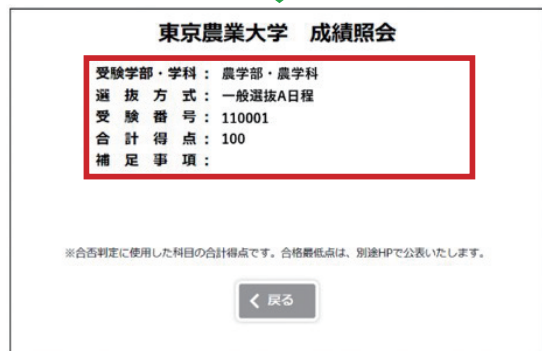 東京農業大学　成績照会
受験学部・学科： 農学部・農学科
選抜方式： 一般選抜A日程
受験番号： 110001
合計得点： 100
補足事項：
※合否判定に使用した科目の合計得点です。合格最低点は、別途HPで公表いたします。
戻る